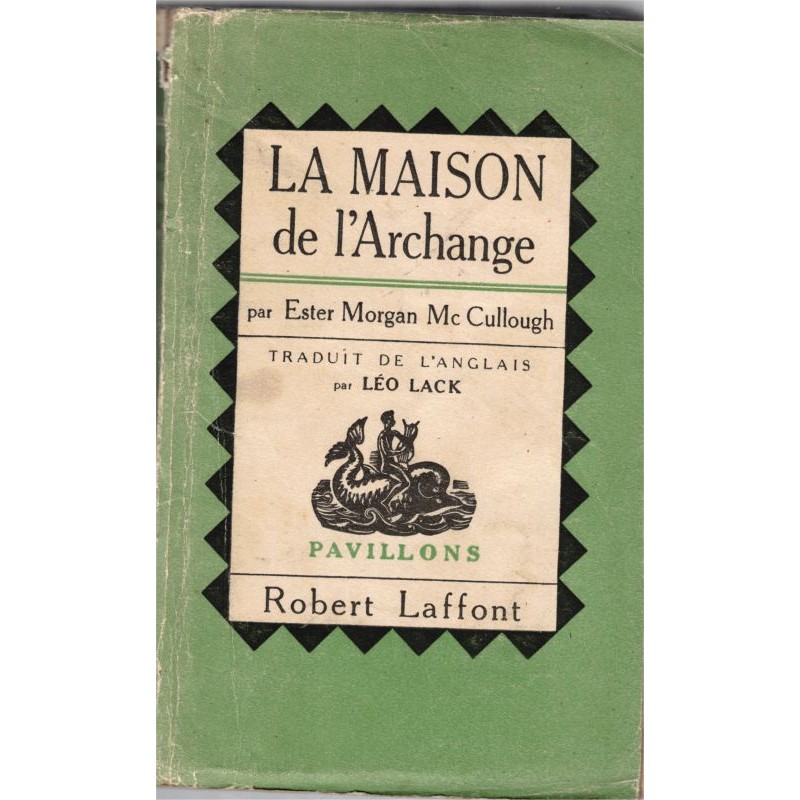 LA MAISON
de l'Archange
par Ester Morgan Mc Cullough
TRADUIT DE L'ANGLAIS
par LÉO LACK
PAVILLONS
Robert Laffont